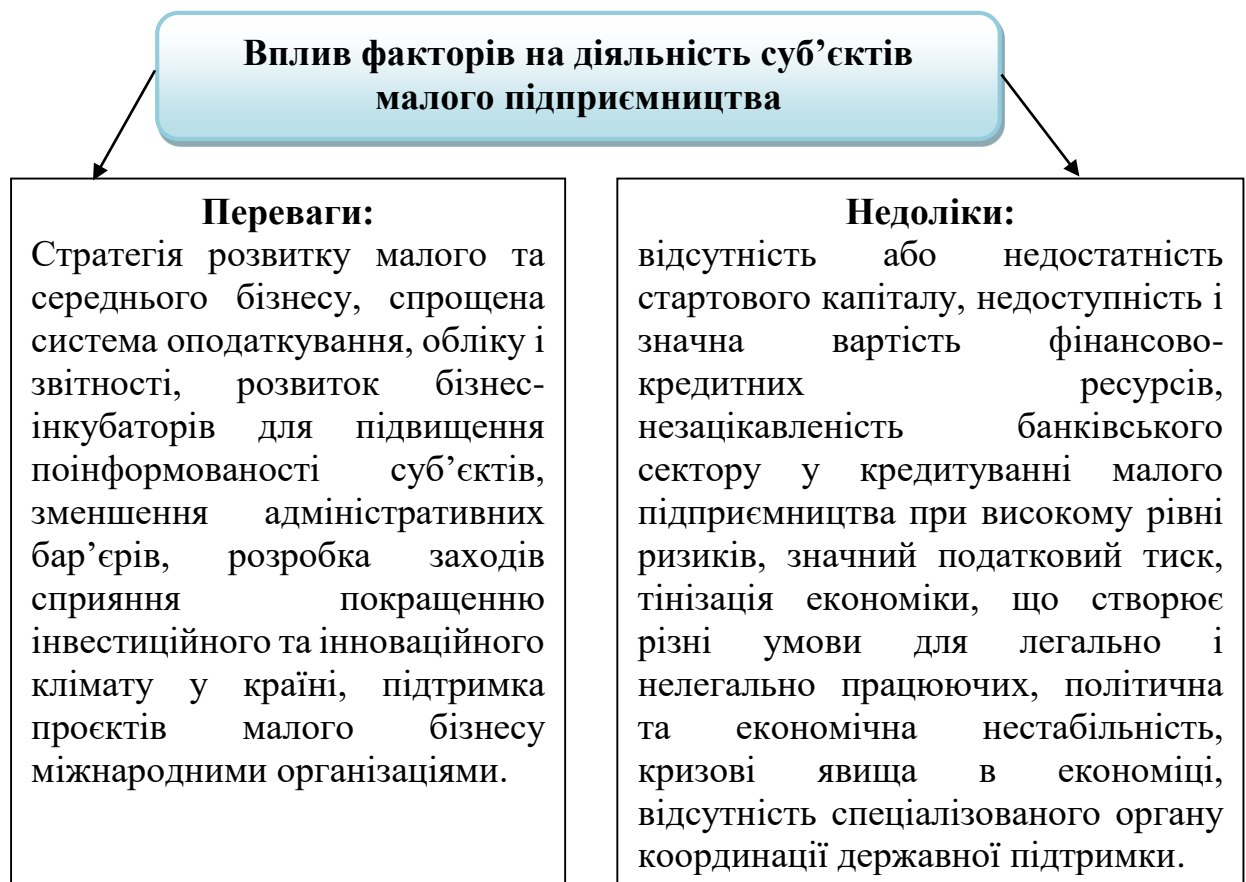 Вплив факторів на діяльність суб’єктів
малого підприємництва
Переваги:
Стратегія розвитку малого та
середнього бізнесу, спрощена
система оподаткування, обліку і
звітності, розвиток бізнес-
інкубаторів для підвищення
поінформованості суб’єктів,
зменшення адміністративних
бар’єрів, розробка заходів
сприяння покращенню
інвестиційного та інноваційного
клімату у країні, підтримка
проєктів малого бізнесу
міжнародними організаціями.
Недоліки:
відсутність або недостатність
стартового капіталу, недоступність і
значна вартість фінансово-
кредитних ресурсів,
незацікавленість банківського
сектору у кредитуванні малого
підприємництва при високому рівні
ризиків, значний податковий тиск,
тінізація економіки, що створює
різні умови для легально і
нелегально працюючих, політична
та економічна нестабільність,
кризові явища в економіці,
відсутність спеціалізованого органу
координації державної підтримки.